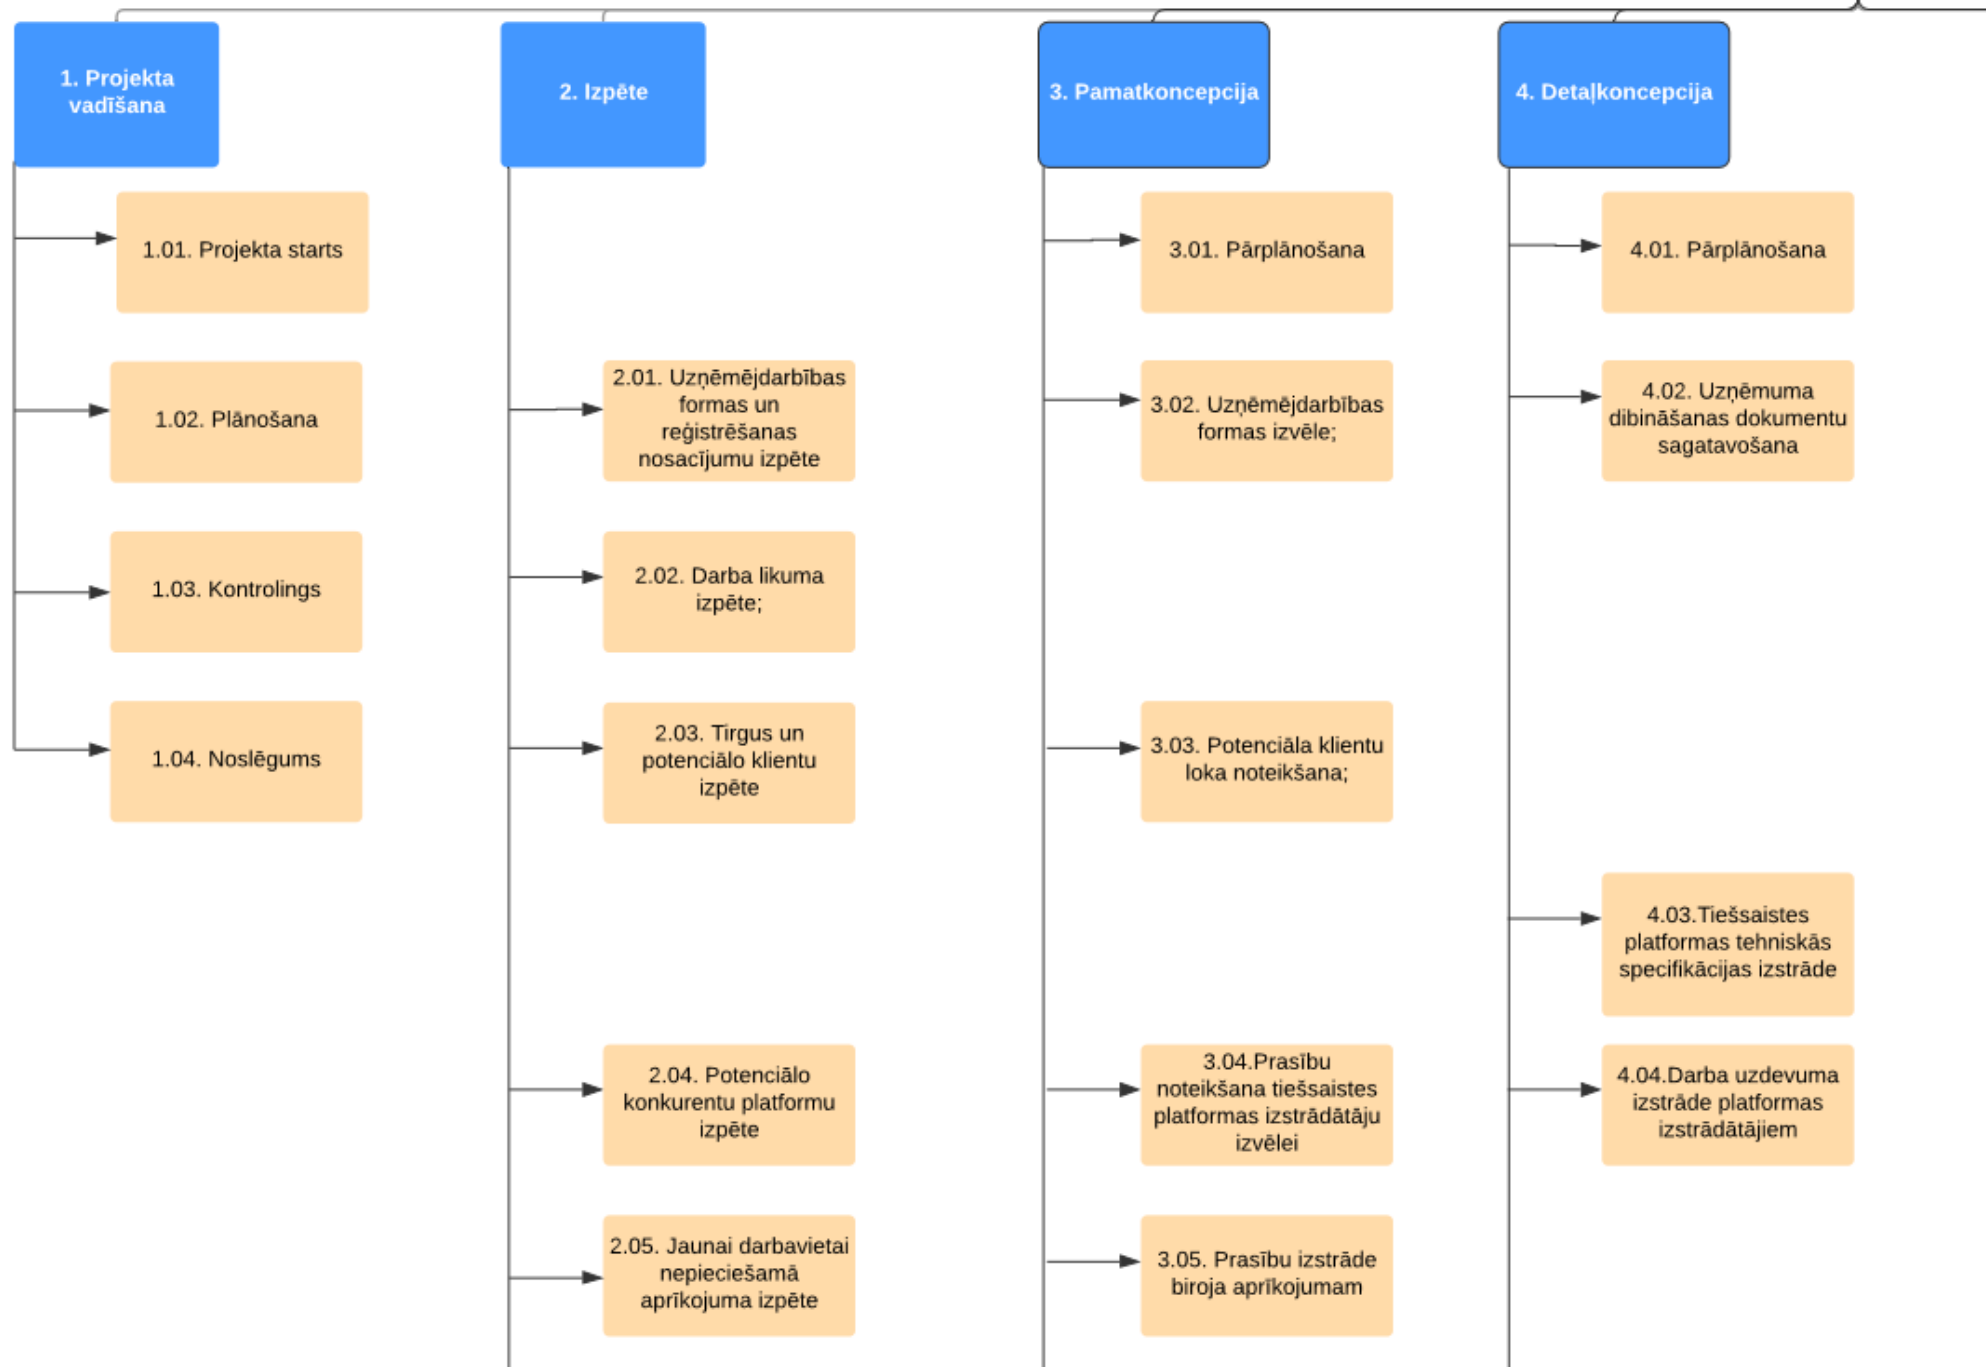 1. Projekta
vadīšana
1.01. Projekta starts
1.02. Plānošana
1.03. Kontrolings
1.04. Noslēgums
2. Izpēte
2.01. Uzņēmējdarbības
formas un
reģistrēšanas
nosacījumu izpēte
2.02. Darba likuma
izpēte;
2.03. Tirgus un
potenciālo klientu
izpēte
2.04. Potenciālo
konkurentu platformu
izpēte
2.05. Jaunai darbavietai
nepieciešamā
aprīkojuma izpēte
3. Pamatkoncepcija
3.01. Pārplānošana
3.02. Uzņēmējdarbības
formas izvēle;
3.03. Potenciāla klientu
loka noteikšana;
3.04.Prasību
noteikšana tiešsaistes
platformas izstrādātāju
izvēlei
3.05. Prasību izstrāde
biroja aprīkojumam
4. Detaļkoncepcija
4.01. Pārplānošana
4.02. Uzņēmuma
dibināšanas dokumentu
sagatavošana
4.03.Tiešsaistes
platformas tehniskās
specifikācijas izstrāde
4.04.Darba uzdevuma
izstrāde platformas
izstrādātājiem